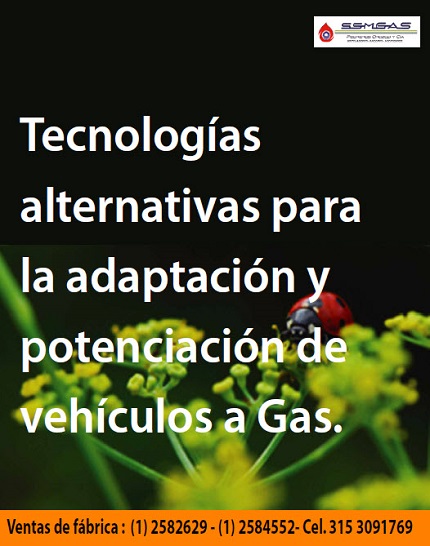 SSMGAS
Tecnologías
alternativas para
la adaptación y
potenciación de
vehículos a Gas.
Ventas de fábrica : (1) 2582629 - (1) 2584552- Cel. 315 3091769